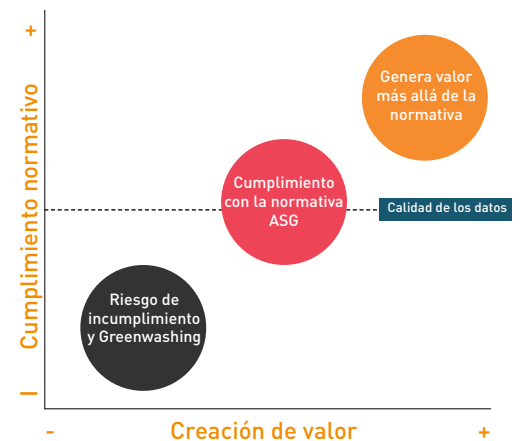 +
Cumplimiento normativo
Genera valor
más allá de la
normativa
Cumplimiento
con la normativa
ASG
Calidad de los datos
Riesgo de
incumplimiento
y Greenwashing
-
- Creación de valor +